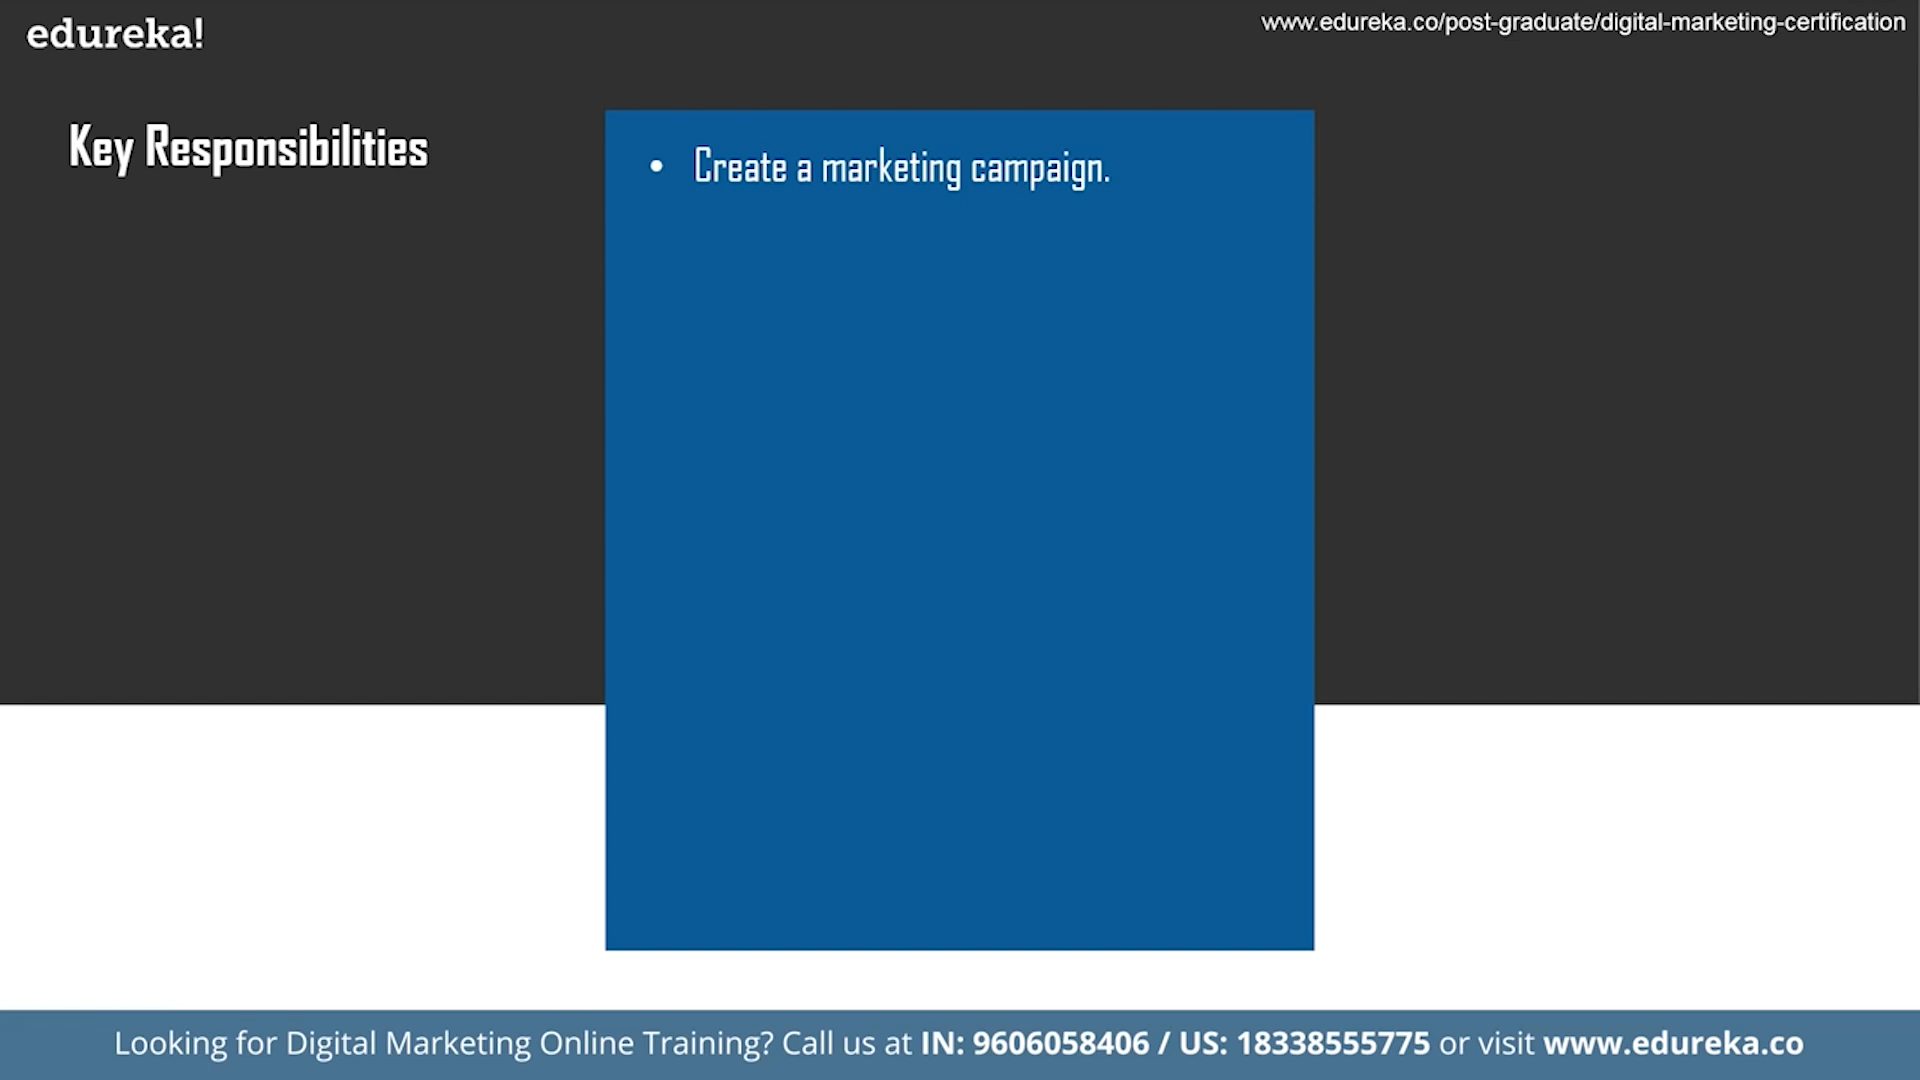 edureka!
www.edureka.co/post-graduate/digital-marketing-certification
Key Responsibilities
• Create a marketing campaign.
Looking for Digital Marketing Online Training? Call us at IN: 9606058406 / US: 18338555775 or visit www.edureka.co